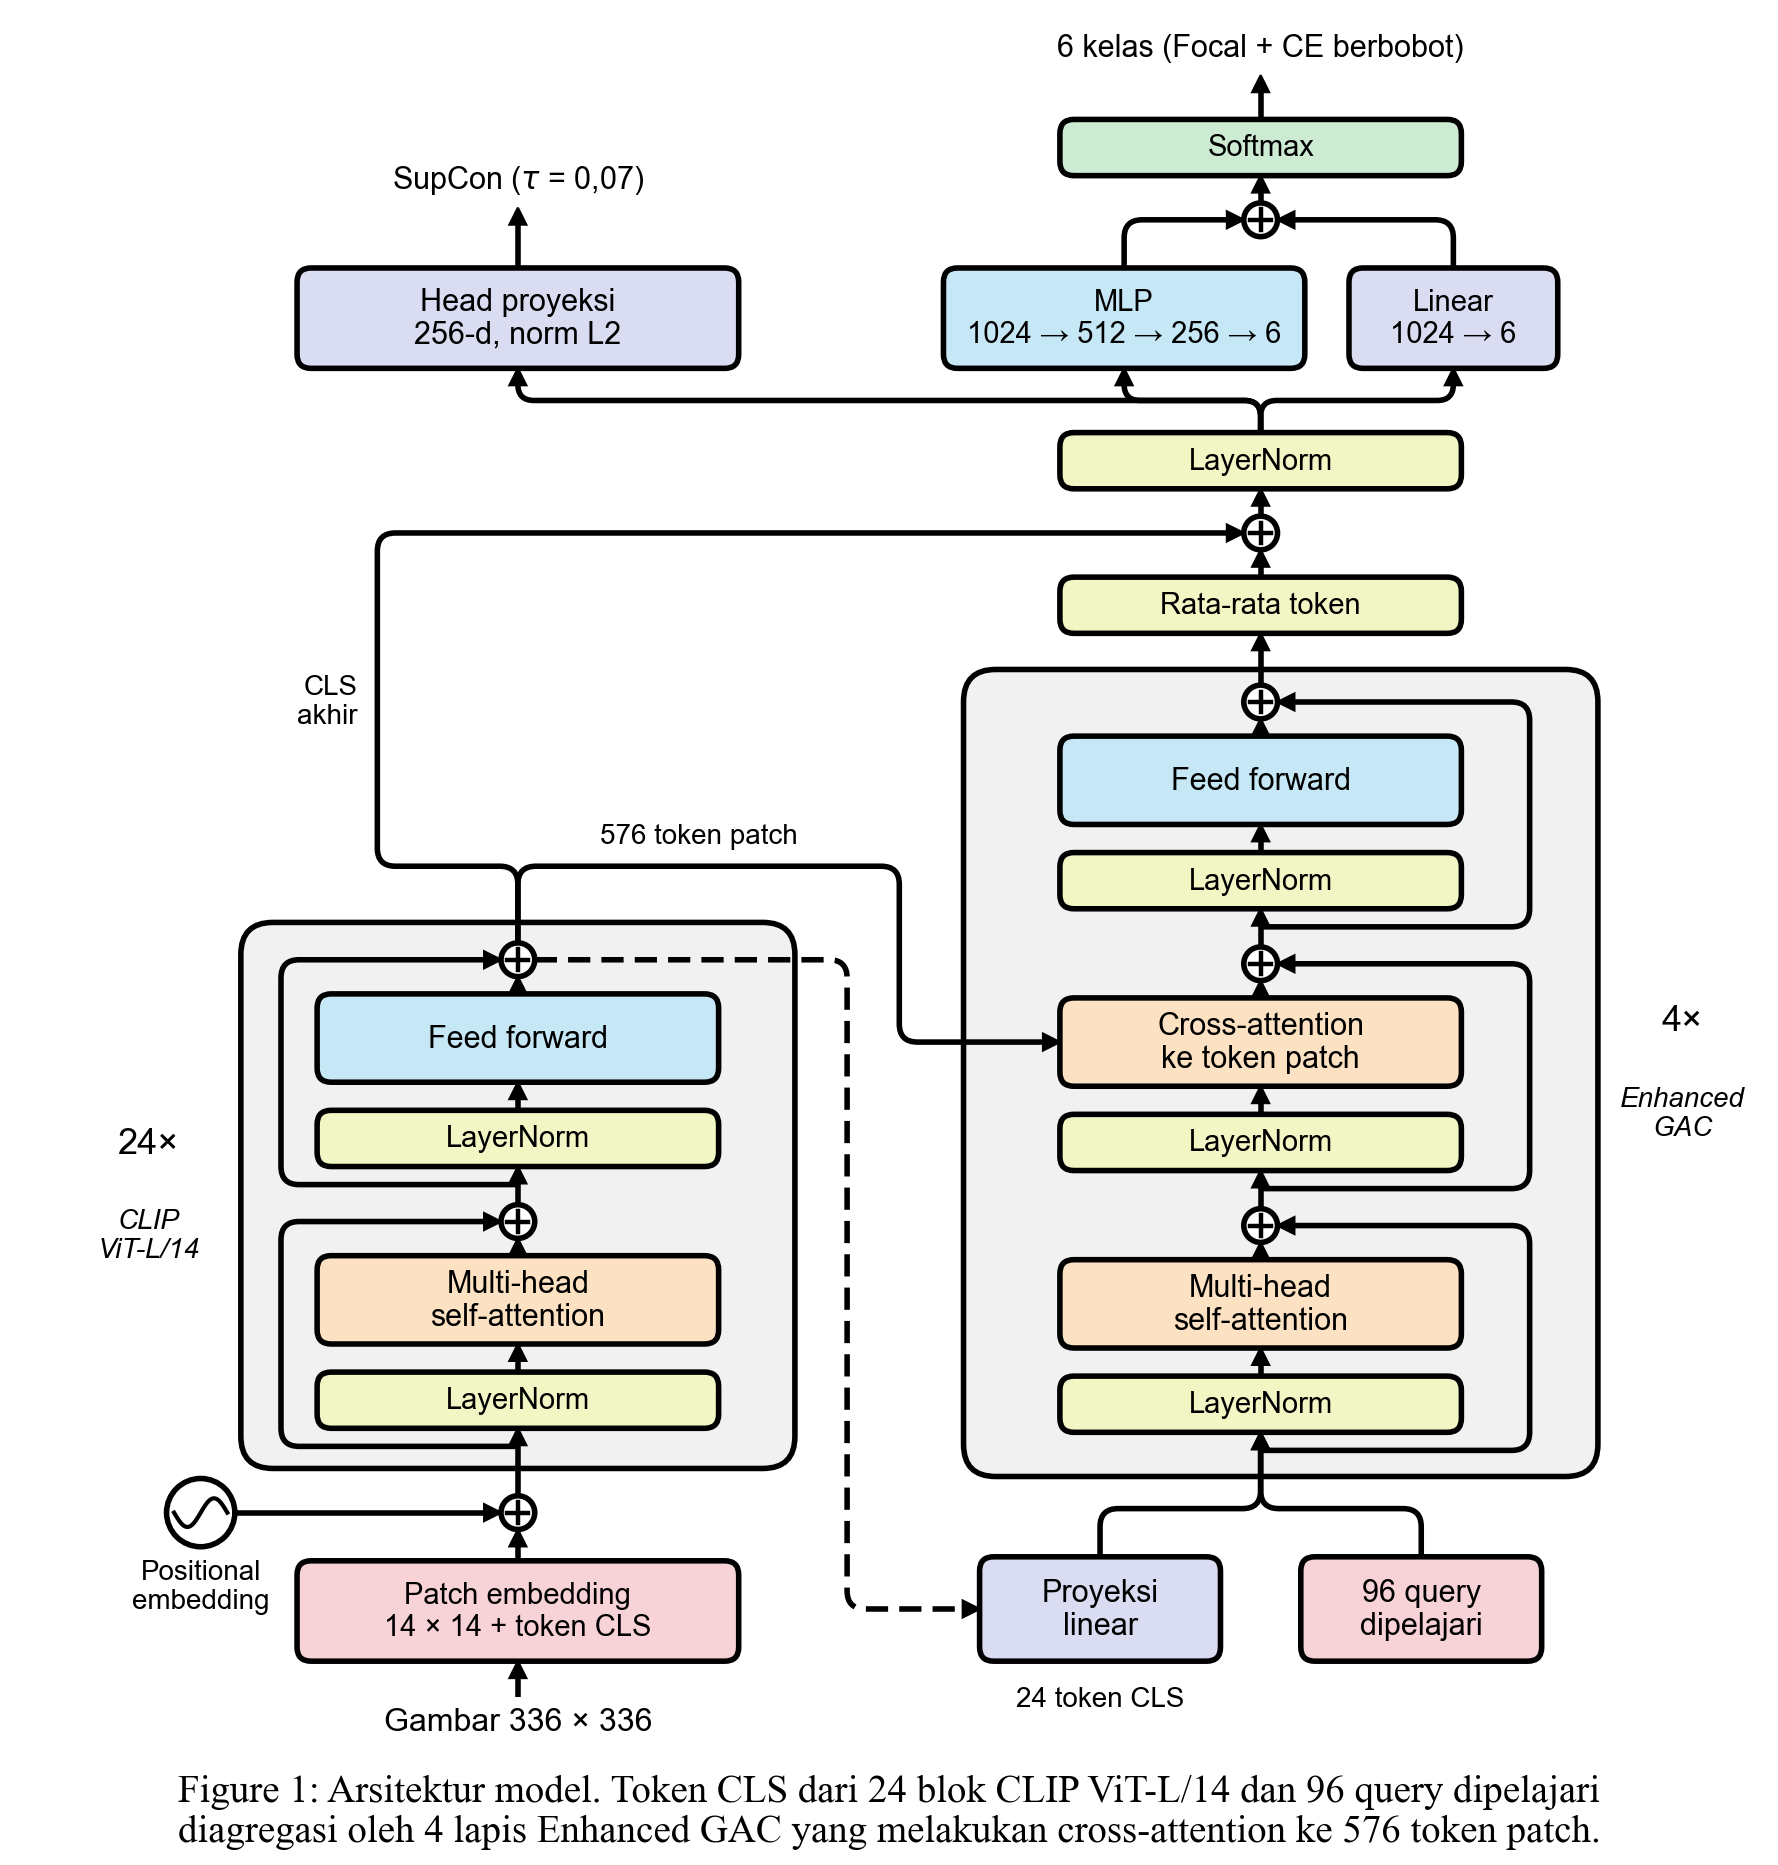 6 kelas (Focal + CE berbobot)
Softmax
SupCon (τ = 0,07)
Head proyeksi
256-d, norm L2
MLP
1024 → 512 → 256 → 6
Linear
1024 → 6
LayerNorm
Rata-rata token
CLS
akhir
576 token patch
Feed forward
LayerNorm
Cross-attention
ke token patch
LayerNorm
Multi-head
self-attention
LayerNorm
4×
Enhanced
GAC
Feed forward
LayerNorm
Multi-head
self-attention
LayerNorm
24×
CLIP
ViT-L/14
Positional
embedding
Patch embedding
14 × 14 + token CLS
Gambar 336 × 336
Proyeksi
linear
24 token CLS
96 query
dipelajari
Figure 1: Arsitektur model. Token CLS dari 24 blok CLIP ViT-L/14 dan 96 query dipelajari
diagregasi oleh 4 lapis Enhanced GAC yang melakukan cross-attention ke 576 token patch.